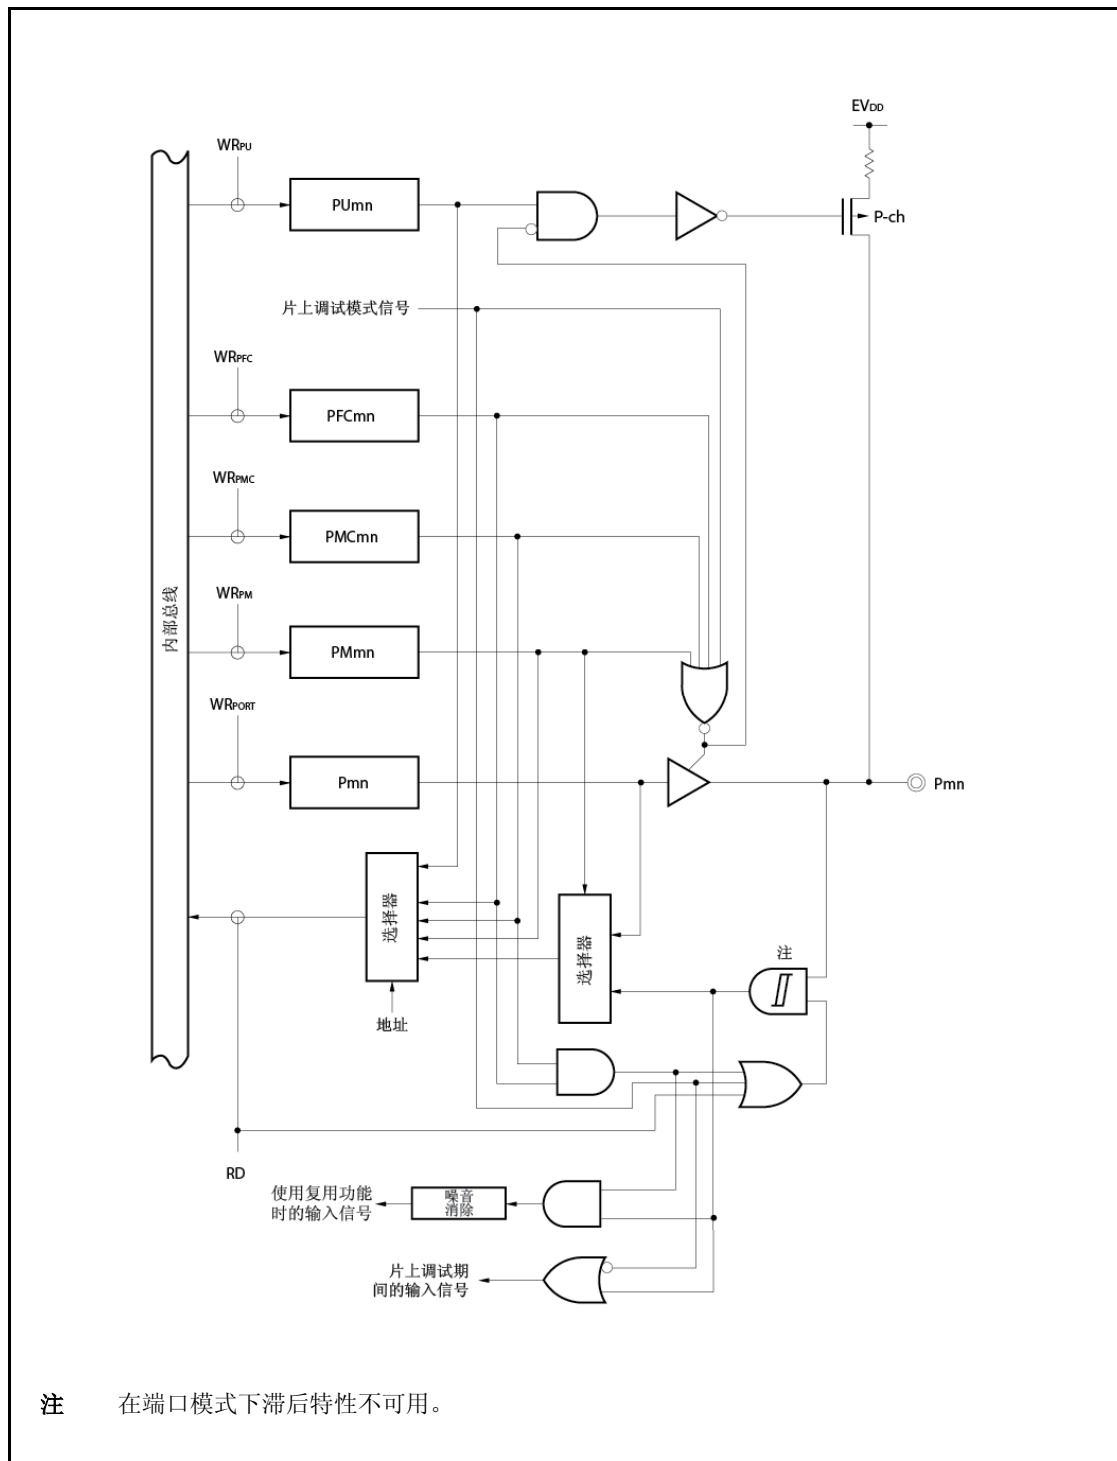 EVDD
WRPU
PUmn
P-ch
片上调试模式信号
WRPFC
PFCmn
WRPMC
PMCmn
WRPM
PMmn
内部总线
WRPORT
Pmn
Pmn
选择器
选择器
注
地址
RD
使用复用功能
时的输入信号
噪音
消除
片上调试期
间的输入信号
注 在端口模式下滞后特性不可用。